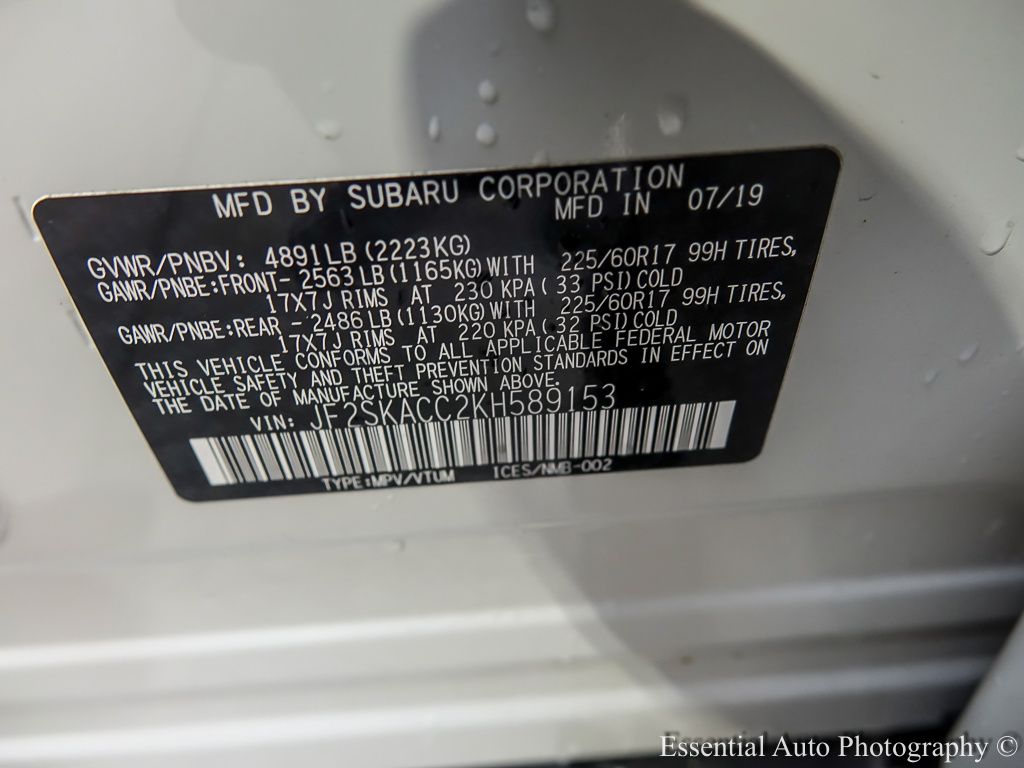 MFD BY SUBARU CORPORATION
MFD IN 07/19
GVWR/PNBV: 4891LB (2223KG)
GAWR/PNBE:FRONT- 2563LB (1165KG) WITH 225/60R17 99H TIRES,
17X7J RIMS AT 230 KPA( 33 PSI)COLD
GAWR/PNBE:REAR - 2486LB (1130KG) WITH 225/60R17 99H TIRES,
17X7J RIMS AT 220 KPA( 32 PSI)COLD
THIS VEHICLE CONFORMS TO ALL APPLICABLE FEDERAL MOTOR
VEHICLE SAFETY AND THEFT PREVENTION STANDARDS IN EFFECT ON
THE DATE OF MANUFACTURE SHOWN ABOVE.
VIN: JF2SKACC2KH589153
TYPE:MPV/VTUM ICES/NMB-002
Essential Auto Photography ©